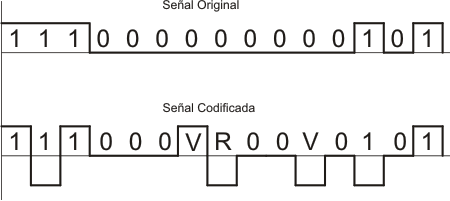 Señal Original
1 1 1 0 0 0 0 0 0 0 0 0 1 0 1
Señal Codificada
1 1 1 0 0 0 V R 0 0 V 0 1 0 1